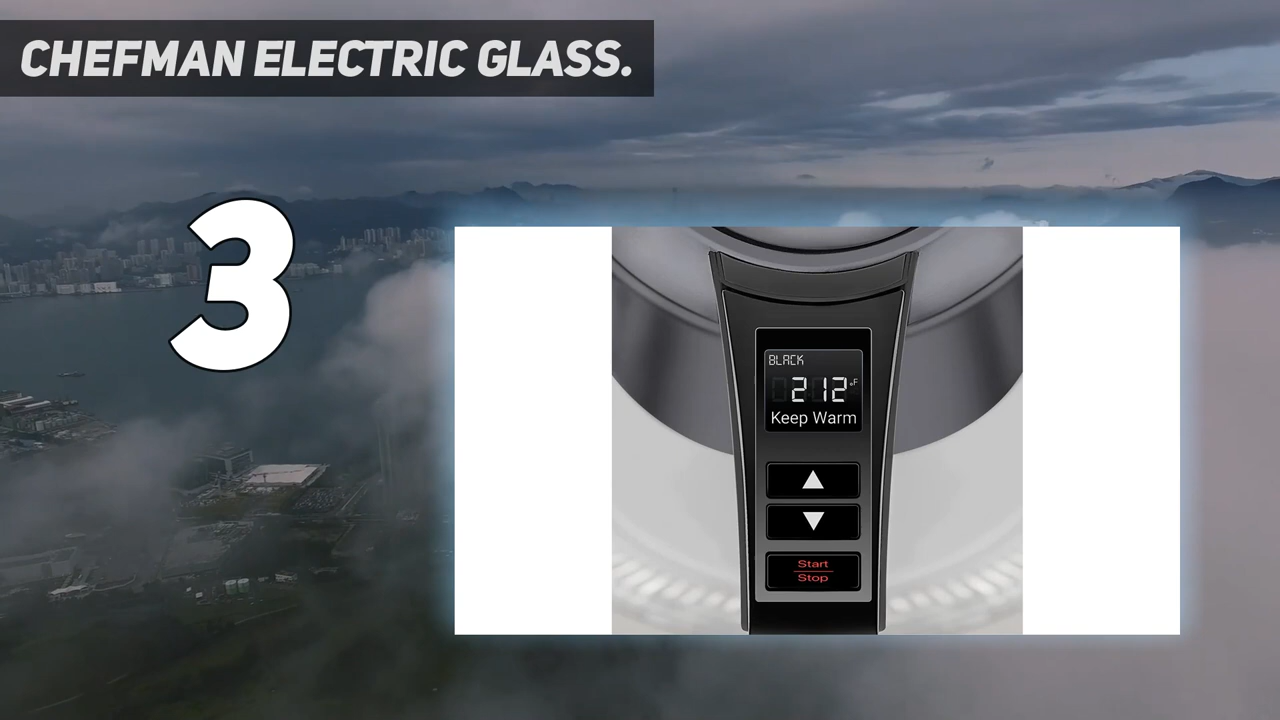 CHEFMAN ELECTRIC GLASS.
3
BLACK
212°F
Keep Warm
Start
Stop